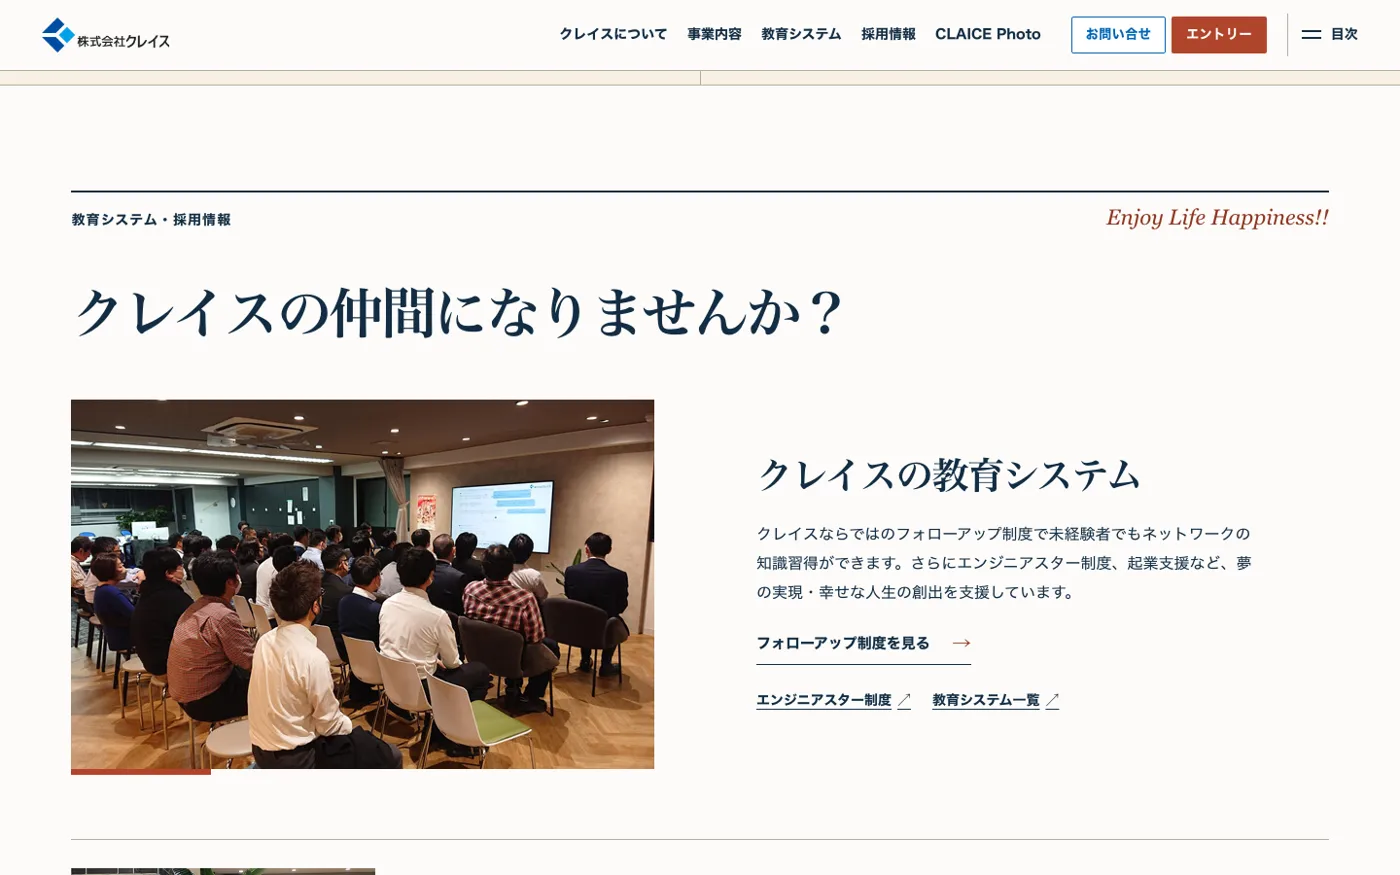 株式会社クレイス
クレイスについて 事業内容 教育システム 採用情報 CLAICE Photo お問い合せ エントリー 目次
教育システム・採用情報
Enjoy Life Happiness!!
クレイスの仲間になりませんか？
クレイスの教育システム
クレイスならではのフォローアップ制度で未経験者でもネットワークの
知識習得ができます。さらにエンジニアスター制度、起業支援など、夢
の実現・幸せな人生の創出を支援しています。
フォローアップ制度を見る →
エンジニアスター制度 ↗ 教育システム一覧 ↗